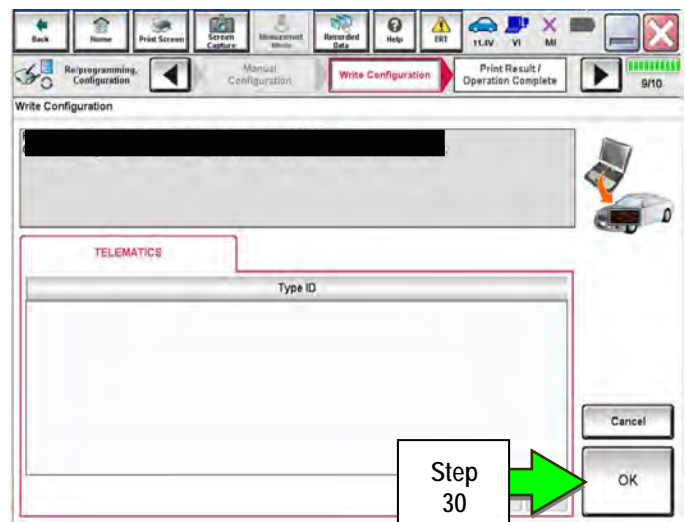 Back
Home
Print Screen
Screen Capture
Measurement Mode
Recorded Data
Help
ERT
11.4V
VI
MI
Re/programming, Configuration
Manual Configuration
Write Configuration
Print Result / Operation Complete
9/10
Write Configuration
TELEMATICS
Type ID
Cancel
OK
Step
30